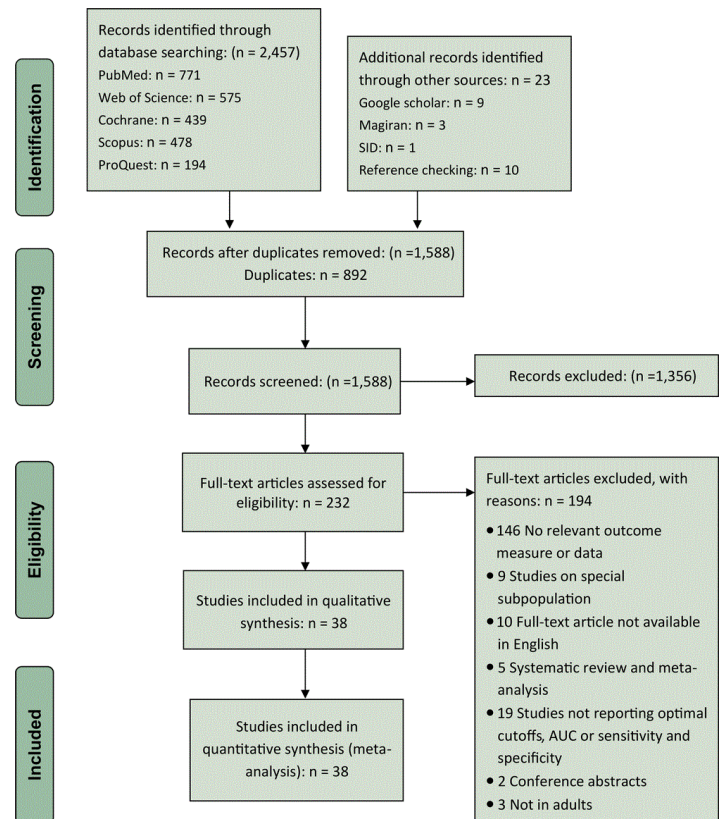 Identification
Records identified through
database searching: (n = 2,457)
PubMed: n = 771
Web of Science: n = 575
Cochrane: n = 439
Scopus: n = 478
ProQuest: n = 194
Additional records identified
through other sources: n = 23
Google scholar: n = 9
Magiran: n = 3
SID: n = 1
Reference checking: n = 10
Screening
Records after duplicates removed: (n =1,588)
Duplicates: n = 892
Records screened: (n =1,588)
Records excluded: (n =1,356)
Eligibility
Full-text articles assessed for
eligibility: n = 232
Full-text articles excluded, with
reasons: n = 194
● 146 No relevant outcome
measure or data
● 9 Studies on special
subpopulation
● 10 Full-text article not available
in English
● 5 Systematic review and meta-
analysis
● 19 Studies not reporting optimal
cutoffs, AUC or sensitivity and
specificity
● 2 Conference abstracts
● 3 Not in adults
Studies included in qualitative
synthesis: n = 38
Included
Studies included in
quantitative synthesis (meta-
analysis): n = 38